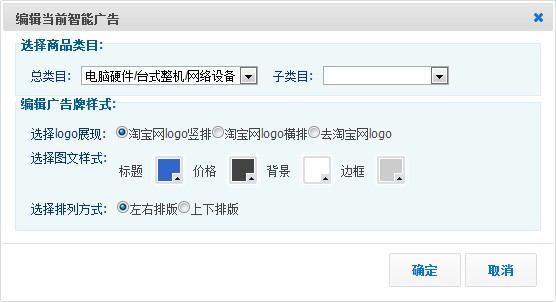 编辑当前智能广告
选择商品类目:
总类目: 电脑硬件/台式整机/网络设备 子类目:
编辑广告牌样式:
选择logo展现: 淘宝网logo竖排 淘宝网logo横排 去淘宝网logo
选择图文样式:
标题 价格 背景 边框
选择排列方式: 左右排版 上下排版
确定 取消